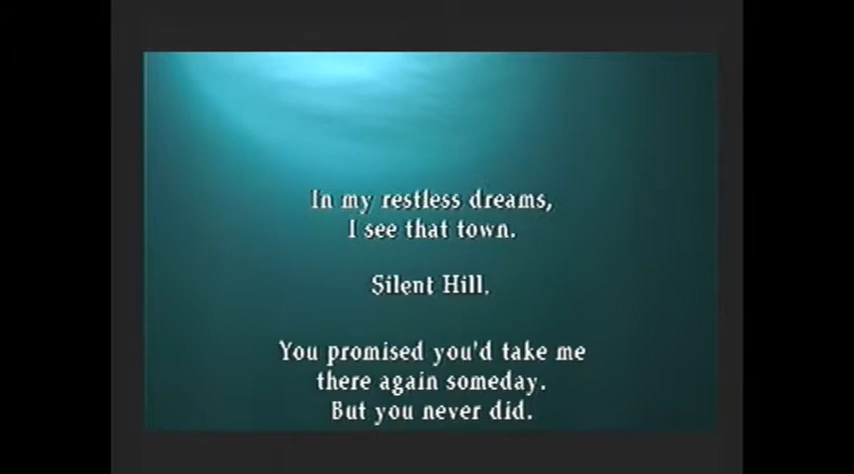 In my restless dreams,
I see that town.
Silent Hill.
You promised you'd take me
there again someday.
But you never did.